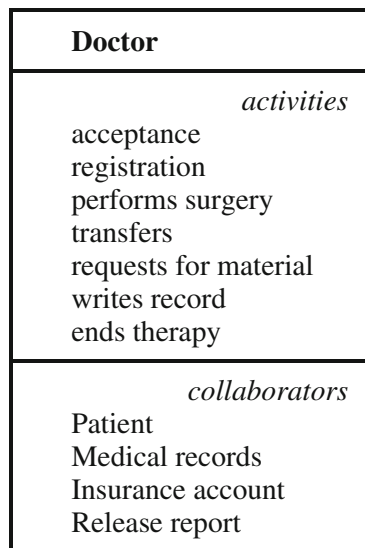 Doctor
activities
acceptance
registration
performs surgery
transfers
requests for material
writes record
ends therapy
collaborators
Patient
Medical records
Insurance account
Release report